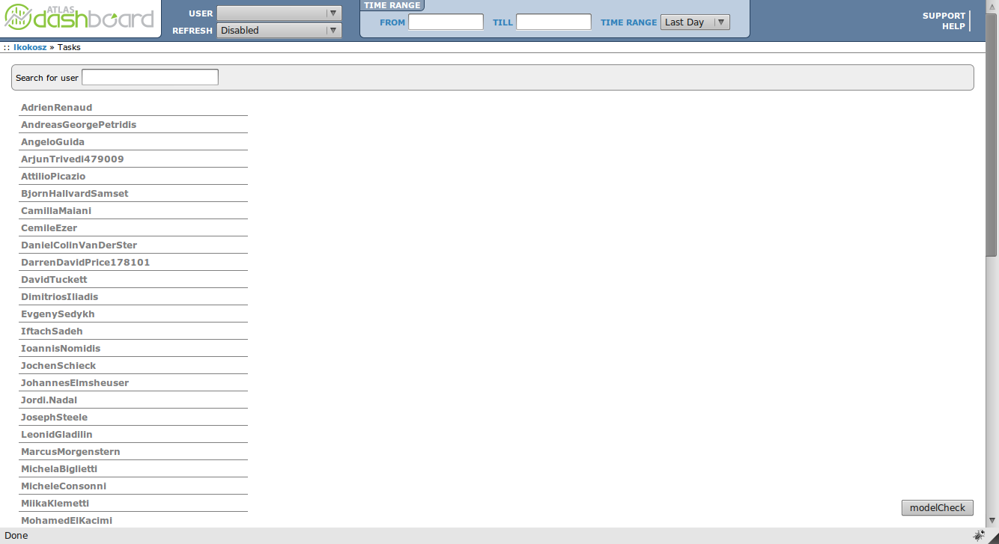 ATLAS
dashboard
USER
REFRESH Disabled
TIME RANGE
FROM TILL TIME RANGE Last Day
SUPPORT
HELP
:: lkokosz » Tasks
Search for user
AdrienRenaud
AndreasGeorgePetridis
AngeloGuida
ArjunTrivedi479009
AttilioPicazio
BjornHallvardSamset
CamillaMaiani
CemileEzer
DanielColinVanDerSter
DarrenDavidPrice178101
DavidTuckett
DimitriosIliadis
EvgenySedykh
IftachSadeh
IoannisNomidis
JochenSchieck
JohannesElmsheuser
Jordi.Nadal
JosephSteele
LeonidGladilin
MarcusMorgenstern
MichelaBiglietti
MicheleConsonni
MiikaKlemetti
MohamedElKacimi
modelCheck
Done